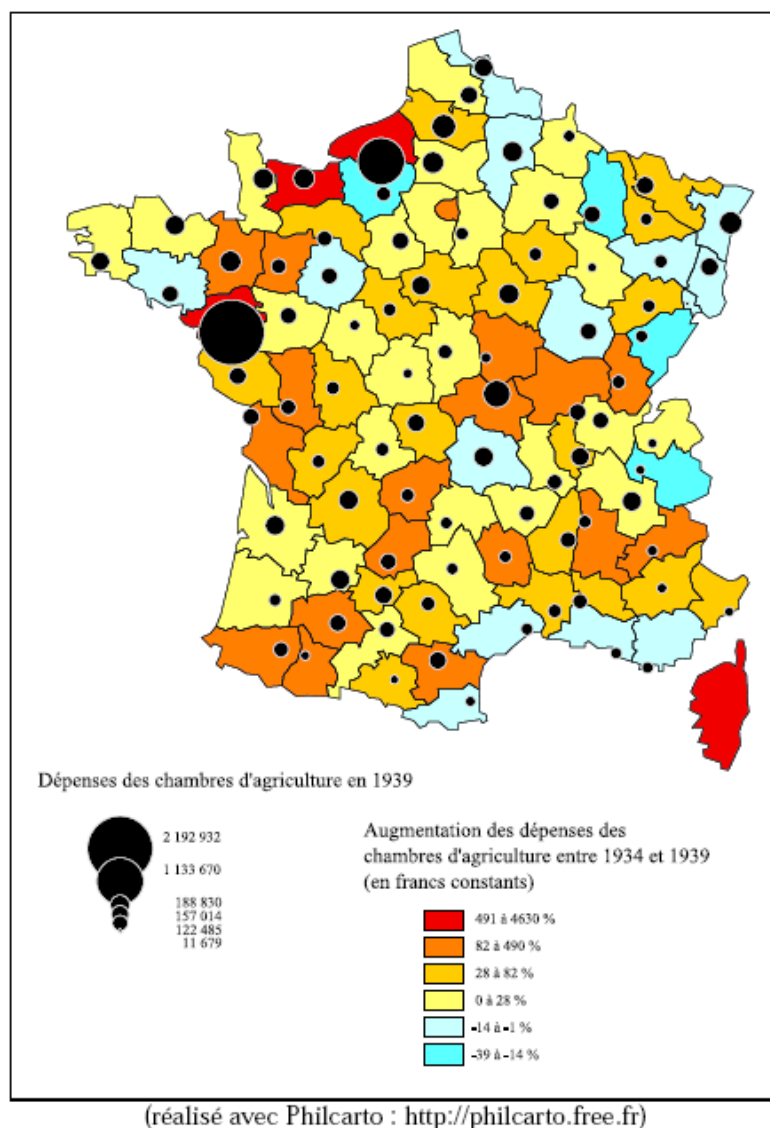 Dépenses des chambres d'agriculture en 1939
2 192 932
1 133 670
188 830
157 014
122 485
11 679
Augmentation des dépenses des
chambres d'agriculture entre 1934 et 1939
(en francs constants)
491 à 4630 %
82 à 490 %
28 à 82 %
0 à 28 %
-14 à -1 %
-39 à -14 %
(réalisé avec Philcarto : http://philcarto.free.fr)